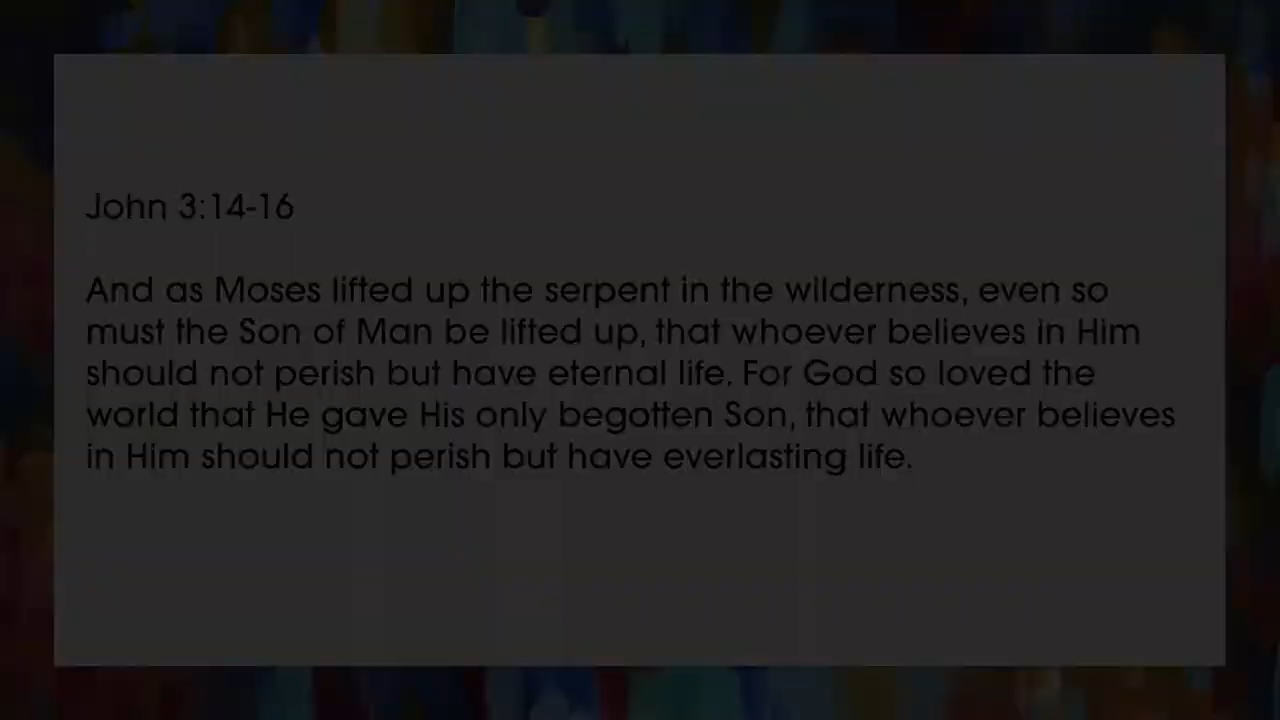 John 3:14-16
And as Moses lifted up the serpent in the wilderness, even so
must the Son of Man be lifted up, that whoever believes in Him
should not perish but have eternal life. For God so loved the
world that He gave His only begotten Son, that whoever believes
in Him should not perish but have everlasting life.